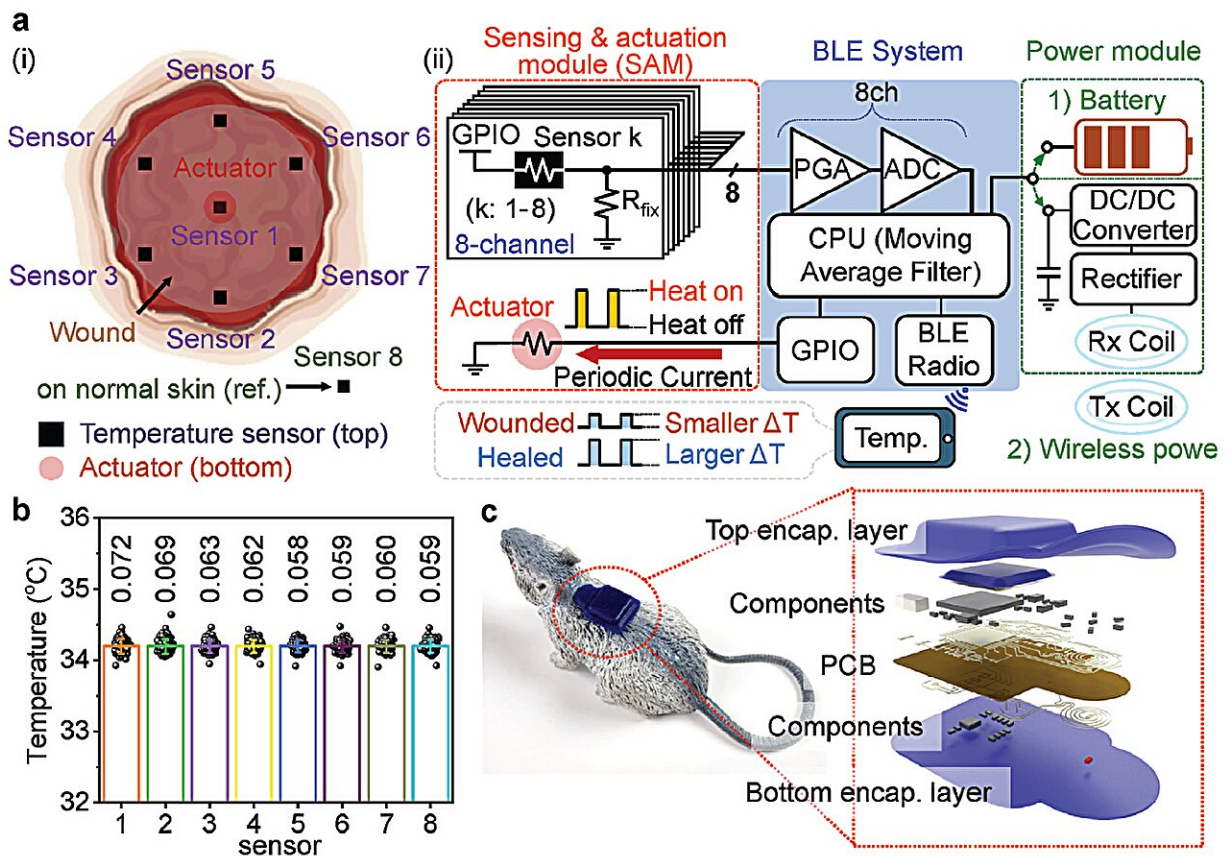 a
(i)
Sensor 5
Sensor 4
Sensor 6
Actuator
Sensor 1
Sensor 3
Sensor 7
Wound
Sensor 2
Sensor 8
on normal skin (ref.)
Temperature sensor (top)
Actuator (bottom)
(ii)
Sensing & actuation
module (SAM)
GPIO
Sensor k
(k: 1-8)
Rfix
8-channel
8
Actuator
Heat on
Heat off
Periodic Current
BLE System
8ch
PGA
ADC
CPU (Moving
Average Filter)
GPIO
BLE
Radio
Power module
1) Battery
DC/DC
Converter
Rectifier
Rx Coil
Tx Coil
2) Wireless powe
Wounded
Smaller ΔT
Healed
Larger ΔT
Temp.
b
Temperature (ºC)
36
35
34
33
32
0.072
0.069
0.063
0.062
0.058
0.059
0.060
0.059
1 2 3 4 5 6 7 8
sensor
c
Top encap. layer
Components
PCB
Components
Bottom encap. layer